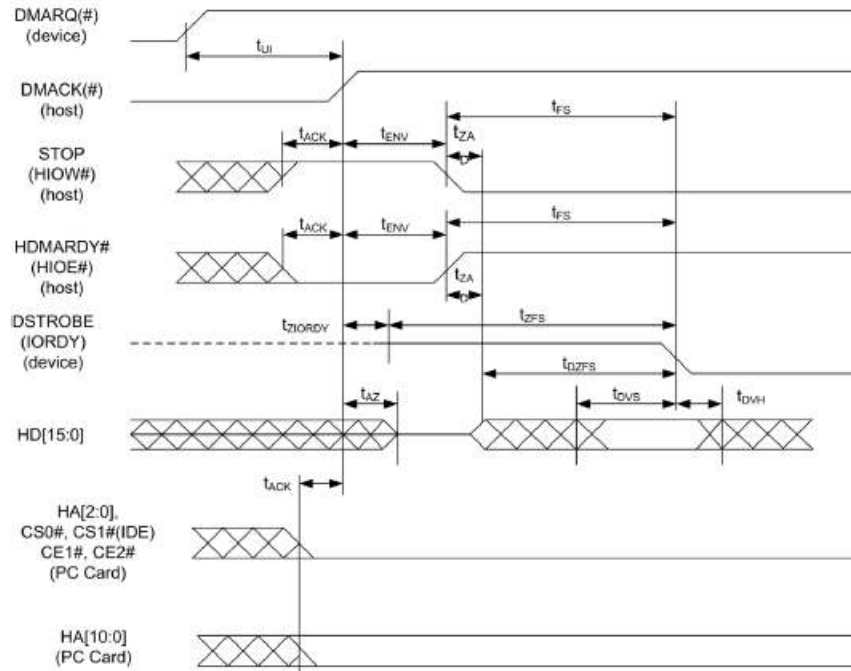 DMARQ(#)
(device)
tUI
DMACK(#)
(host)
tFS
tACK
tENV
tZA
D
STOP
(HIOW#)
(host)
tFS
tACK
tENV
HDMARDY#
(HIOE#)
(host)
tZA
D
DSTROBE
(IORDY)
(device)
tZIORDY
tZFS
tDZFS
tAZ
tDVS
tDVH
HD[15:0]
tACK
HA[2:0],
CS0#, CS1#(IDE)
CE1#, CE2#
(PC Card)
HA[10:0]
(PC Card)